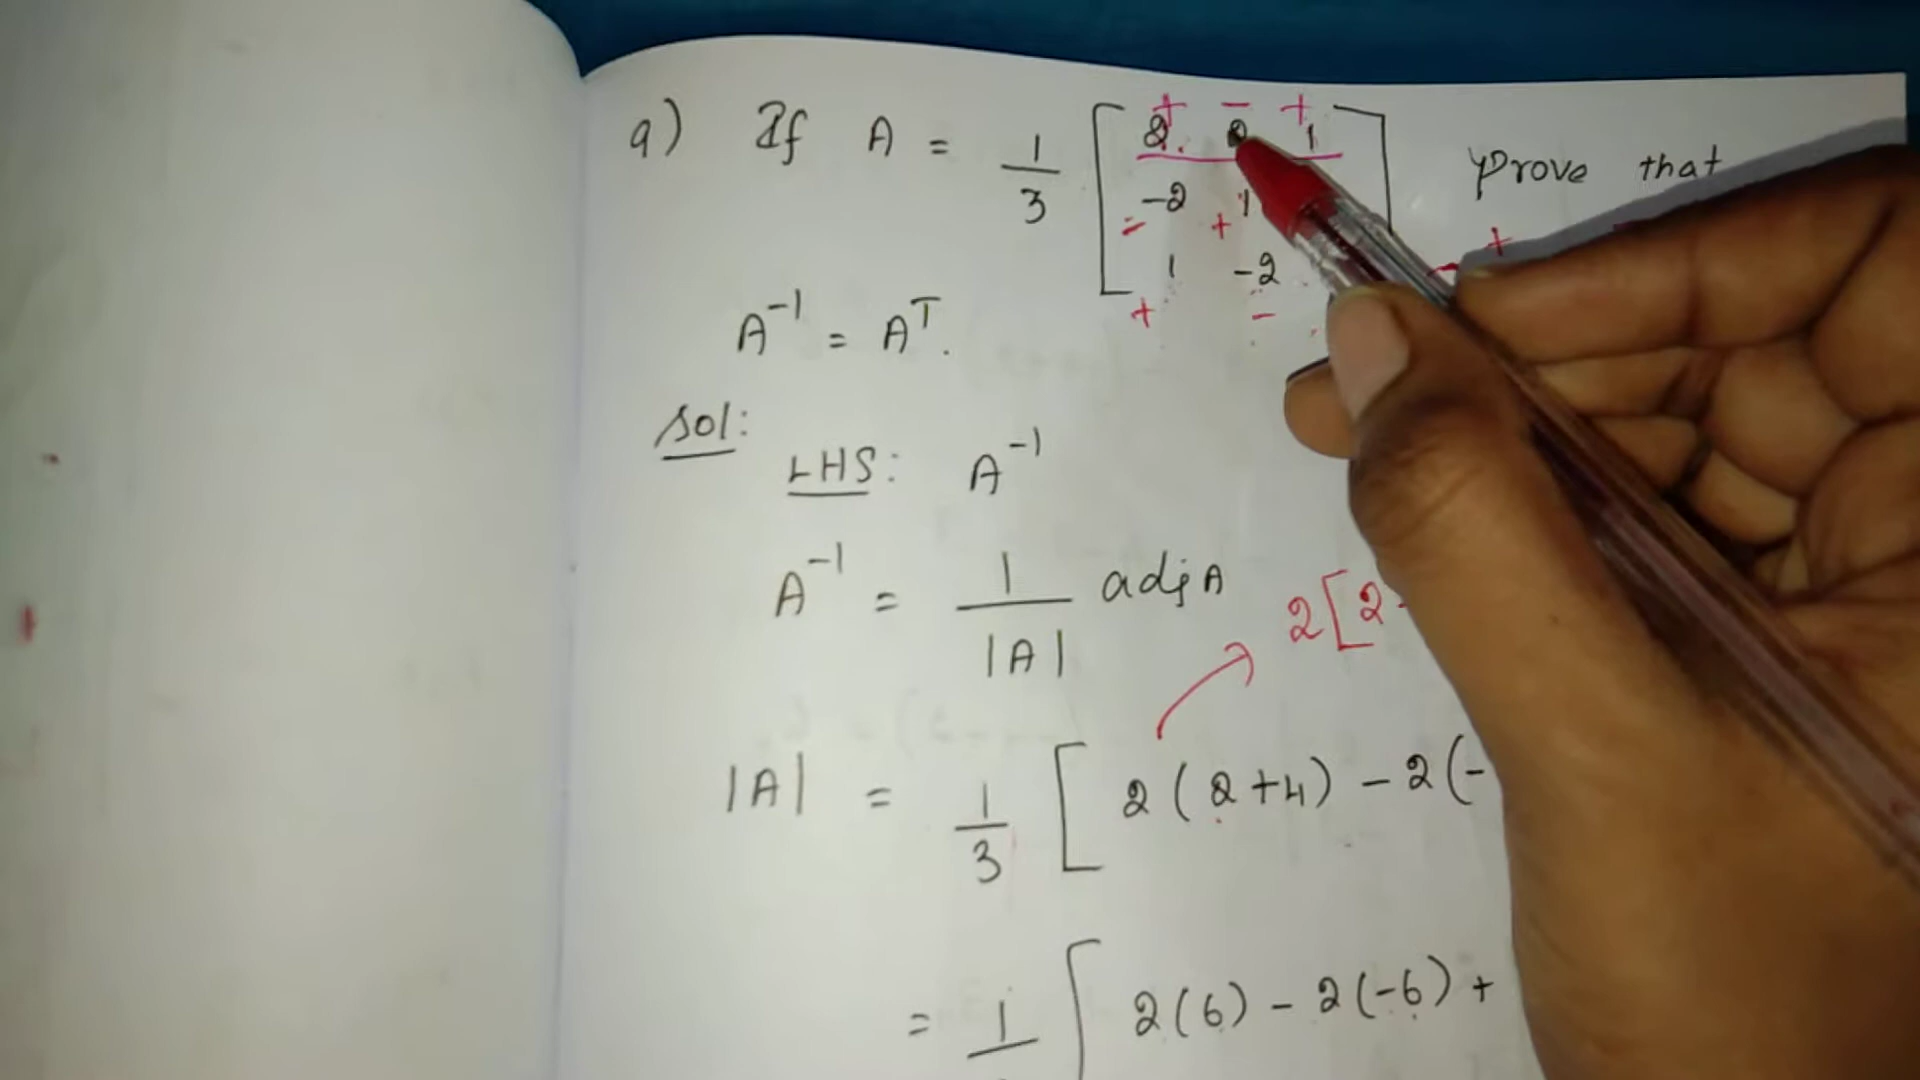 + - +
9) If A = 1/3 [ 2 2 1 Prove that
-2 1
= +
1 -2
+ -
A⁻¹ = Aᵀ.
Sol:
LHS: A⁻¹
A⁻¹ = 1/|A| adj A
2[2
|A| = 1/3 [ 2(2+4) - 2(-
= 1 [ 2(6) - 2(-6) +